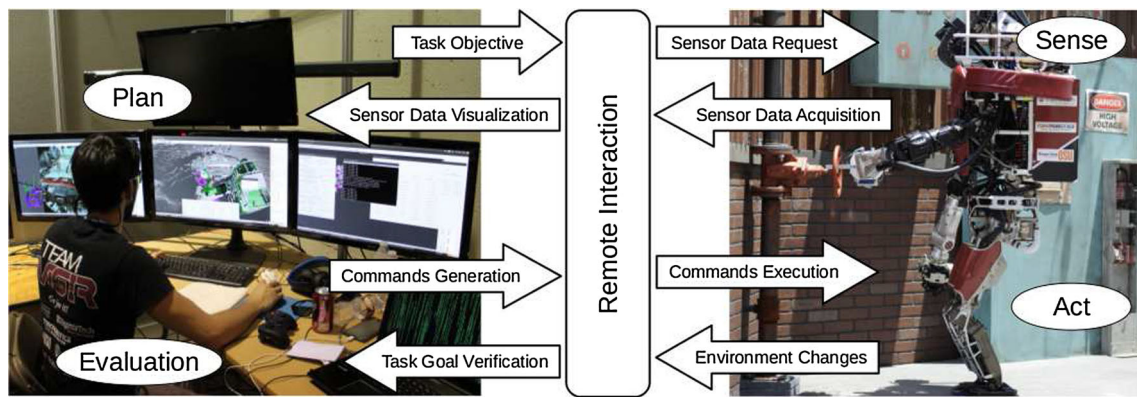 Task Objective
Sensor Data Request
Sense
Plan
Sensor Data Visualization
Sensor Data Acquisition
DANGER
HIGH
VOLTAGE
Remote Interaction
TEAM
Commands Generation
Commands Execution
Act
Evaluation
Task Goal Verification
Environment Changes